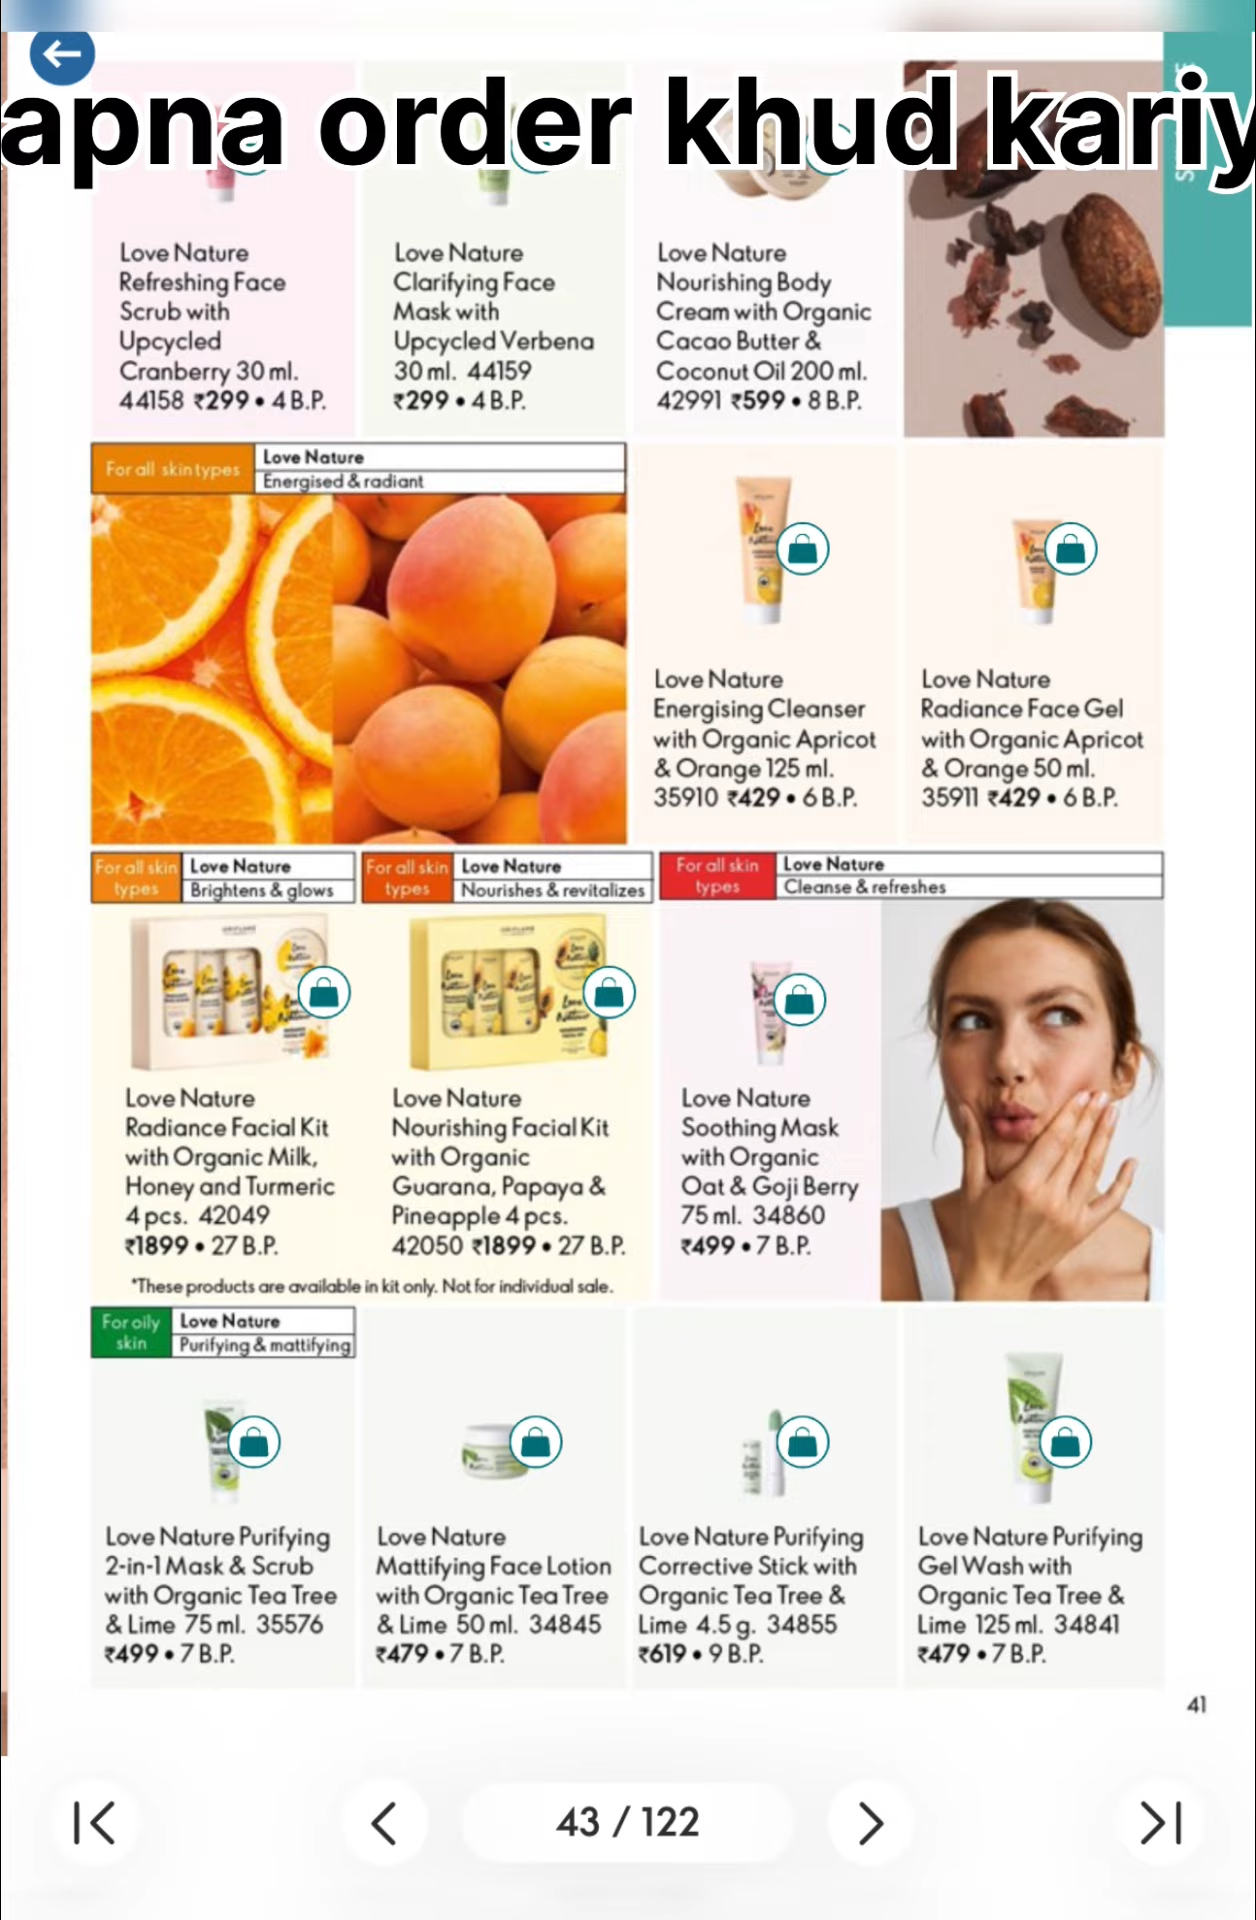 apna order khud kariy
Love Nature
Refreshing Face
Scrub with
Upcycled
Cranberry 30 ml.
44158 ₹299 • 4 B.P.
Love Nature
Clarifying Face
Mask with
Upcycled Verbena
30 ml. 44159
₹299 • 4 B.P.
Love Nature
Nourishing Body
Cream with Organic
Cacao Butter &
Coconut Oil 200 ml.
42991 ₹599 • 8 B.P.
For all skin types
Love Nature
Energised & radiant
Love Nature
Energising Cleanser
with Organic Apricot
& Orange 125 ml.
35910 ₹429 • 6 B.P.
Love Nature
Radiance Face Gel
with Organic Apricot
& Orange 50 ml.
35911 ₹429 • 6 B.P.
For all skin
types
Love Nature
Brightens & glows
For all skin
types
Love Nature
Nourishes & revitalizes
For all skin
types
Love Nature
Cleanse & refreshes
Love Nature
Radiance Facial Kit
with Organic Milk,
Honey and Turmeric
4 pcs. 42049
₹1899 • 27 B.P.
Love Nature
Nourishing Facial Kit
with Organic
Guarana, Papaya &
Pineapple 4 pcs.
42050 ₹1899 • 27 B.P.
*These products are available in kit only. Not for individual sale.
Love Nature
Soothing Mask
with Organic
Oat & Goji Berry
75 ml. 34860
₹499 • 7 B.P.
For oily
skin
Love Nature
Purifying & mattifying
Love Nature Purifying
2-in-1 Mask & Scrub
with Organic Tea Tree
& Lime 75 ml. 35576
₹499 • 7 B.P.
Love Nature
Mattifying Face Lotion
with Organic Tea Tree
& Lime 50 ml. 34845
₹479 • 7 B.P.
Love Nature Purifying
Corrective Stick with
Organic Tea Tree &
Lime 4.5 g. 34855
₹619 • 9 B.P.
Love Nature Purifying
Gel Wash with
Organic Tea Tree &
Lime 125 ml. 34841
₹479 • 7 B.P.
41
43 / 122